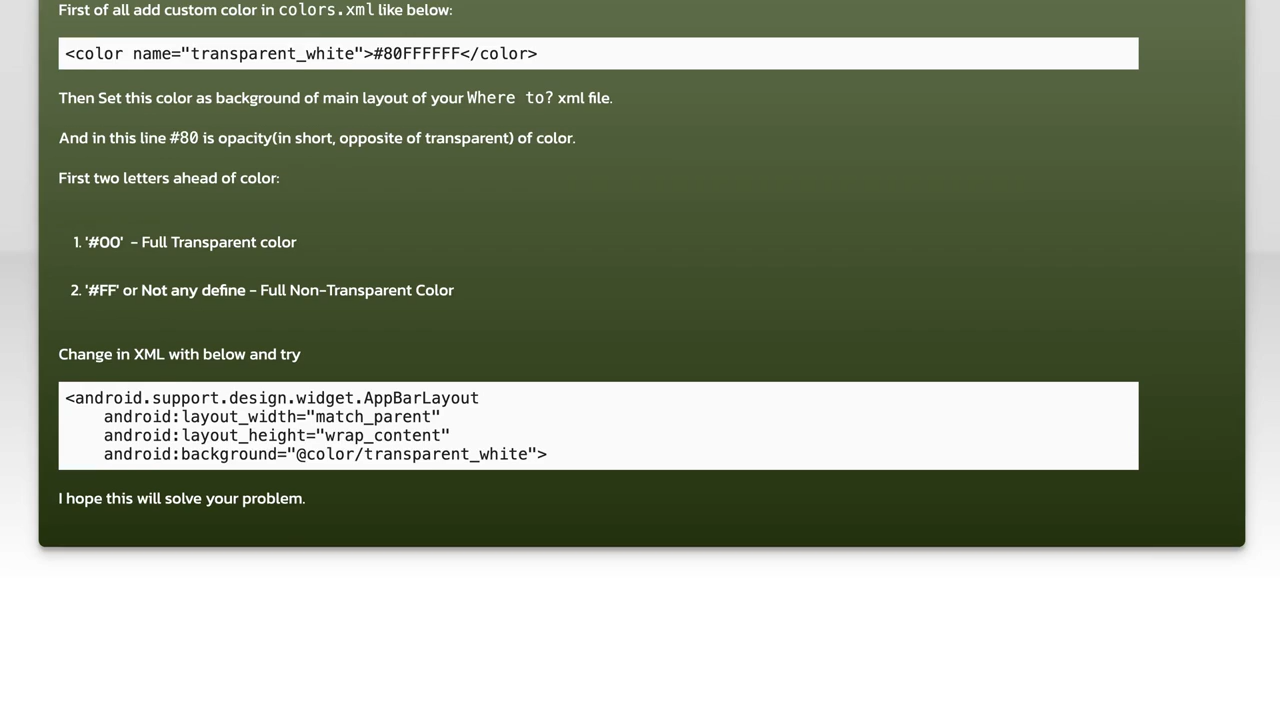 First of all add custom color in colors.xml like below:
<color name="transparent_white">#80FFFFFF</color>
Then Set this color as background of main layout of your Where to? xml file.
And in this line #80 is opacity(in short, opposite of transparent) of color.
First two letters ahead of color:
1. '#00'  - Full Transparent color
2. '#FF' or Not any define - Full Non-Transparent Color
Change in XML with below and try
<android.support.design.widget.AppBarLayout
    android:layout_width="match_parent"
    android:layout_height="wrap_content"
    android:background="@color/transparent_white">
I hope this will solve your problem.